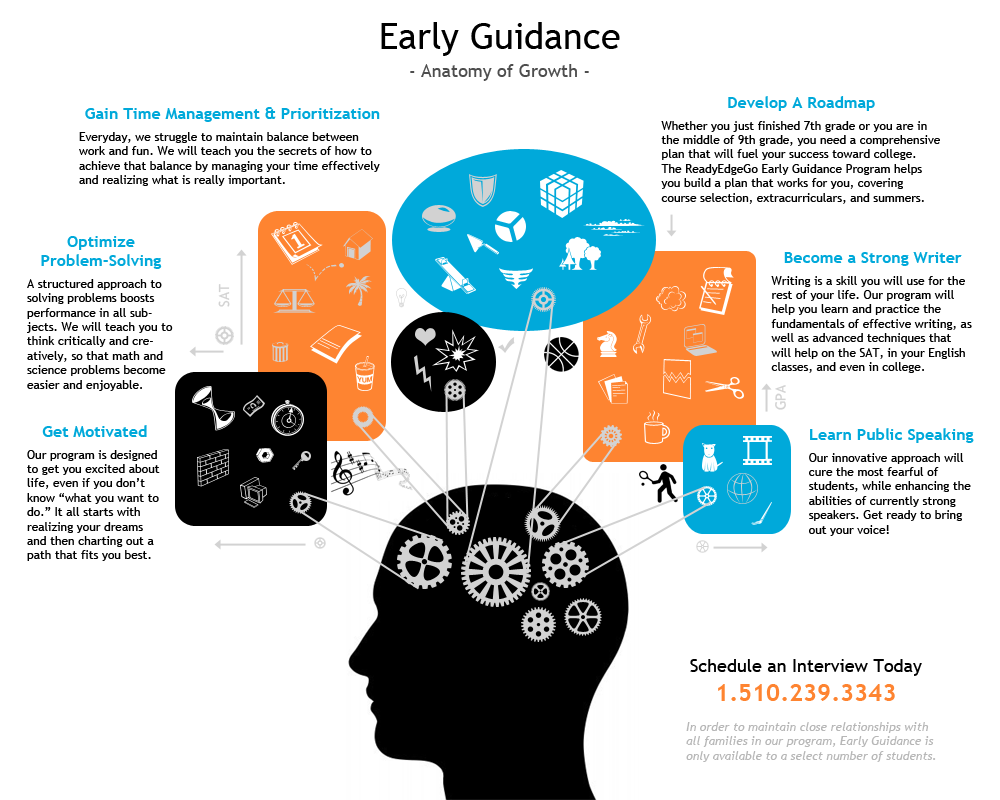 Early Guidance
- Anatomy of Growth -
Gain Time Management & Prioritization
Everyday, we struggle to maintain balance between
work and fun. We will teach you the secrets of how to
achieve that balance by managing your time effectively
and realizing what is really important.
Develop A Roadmap
Whether you just finished 7th grade or you are in
the middle of 9th grade, you need a comprehensive
plan that will fuel your success toward college.
The ReadyEdgeGo Early Guidance Program helps
you build a plan that works for you, covering
course selection, extracurriculars, and summers.
Optimize
Problem-Solving
A structured approach to
solving problems boosts
performance in all sub-
jects. We will teach you to
think critically and cre-
atively, so that math and
science problems become
easier and enjoyable.
SAT
1
YUM
Become a Strong Writer
Writing is a skill you will use for the
rest of your life. Our program will
help you learn and practice the
fundamentals of effective writing, as
well as advanced techniques that
will help on the SAT, in your English
classes, and even in college.
GPA
Get Motivated
Our program is designed
to get you excited about
life, even if you don't
know “what you want to
do.” It all starts with
realizing your dreams
and then charting out a
path that fits you best.
Learn Public Speaking
Our innovative approach will
cure the most fearful of
students, while enhancing the
abilities of currently strong
speakers. Get ready to bring
out your voice!
Schedule an Interview Today
1.510.239.3343
In order to maintain close relationships with
all families in our program, Early Guidance is
only available to a select number of students.